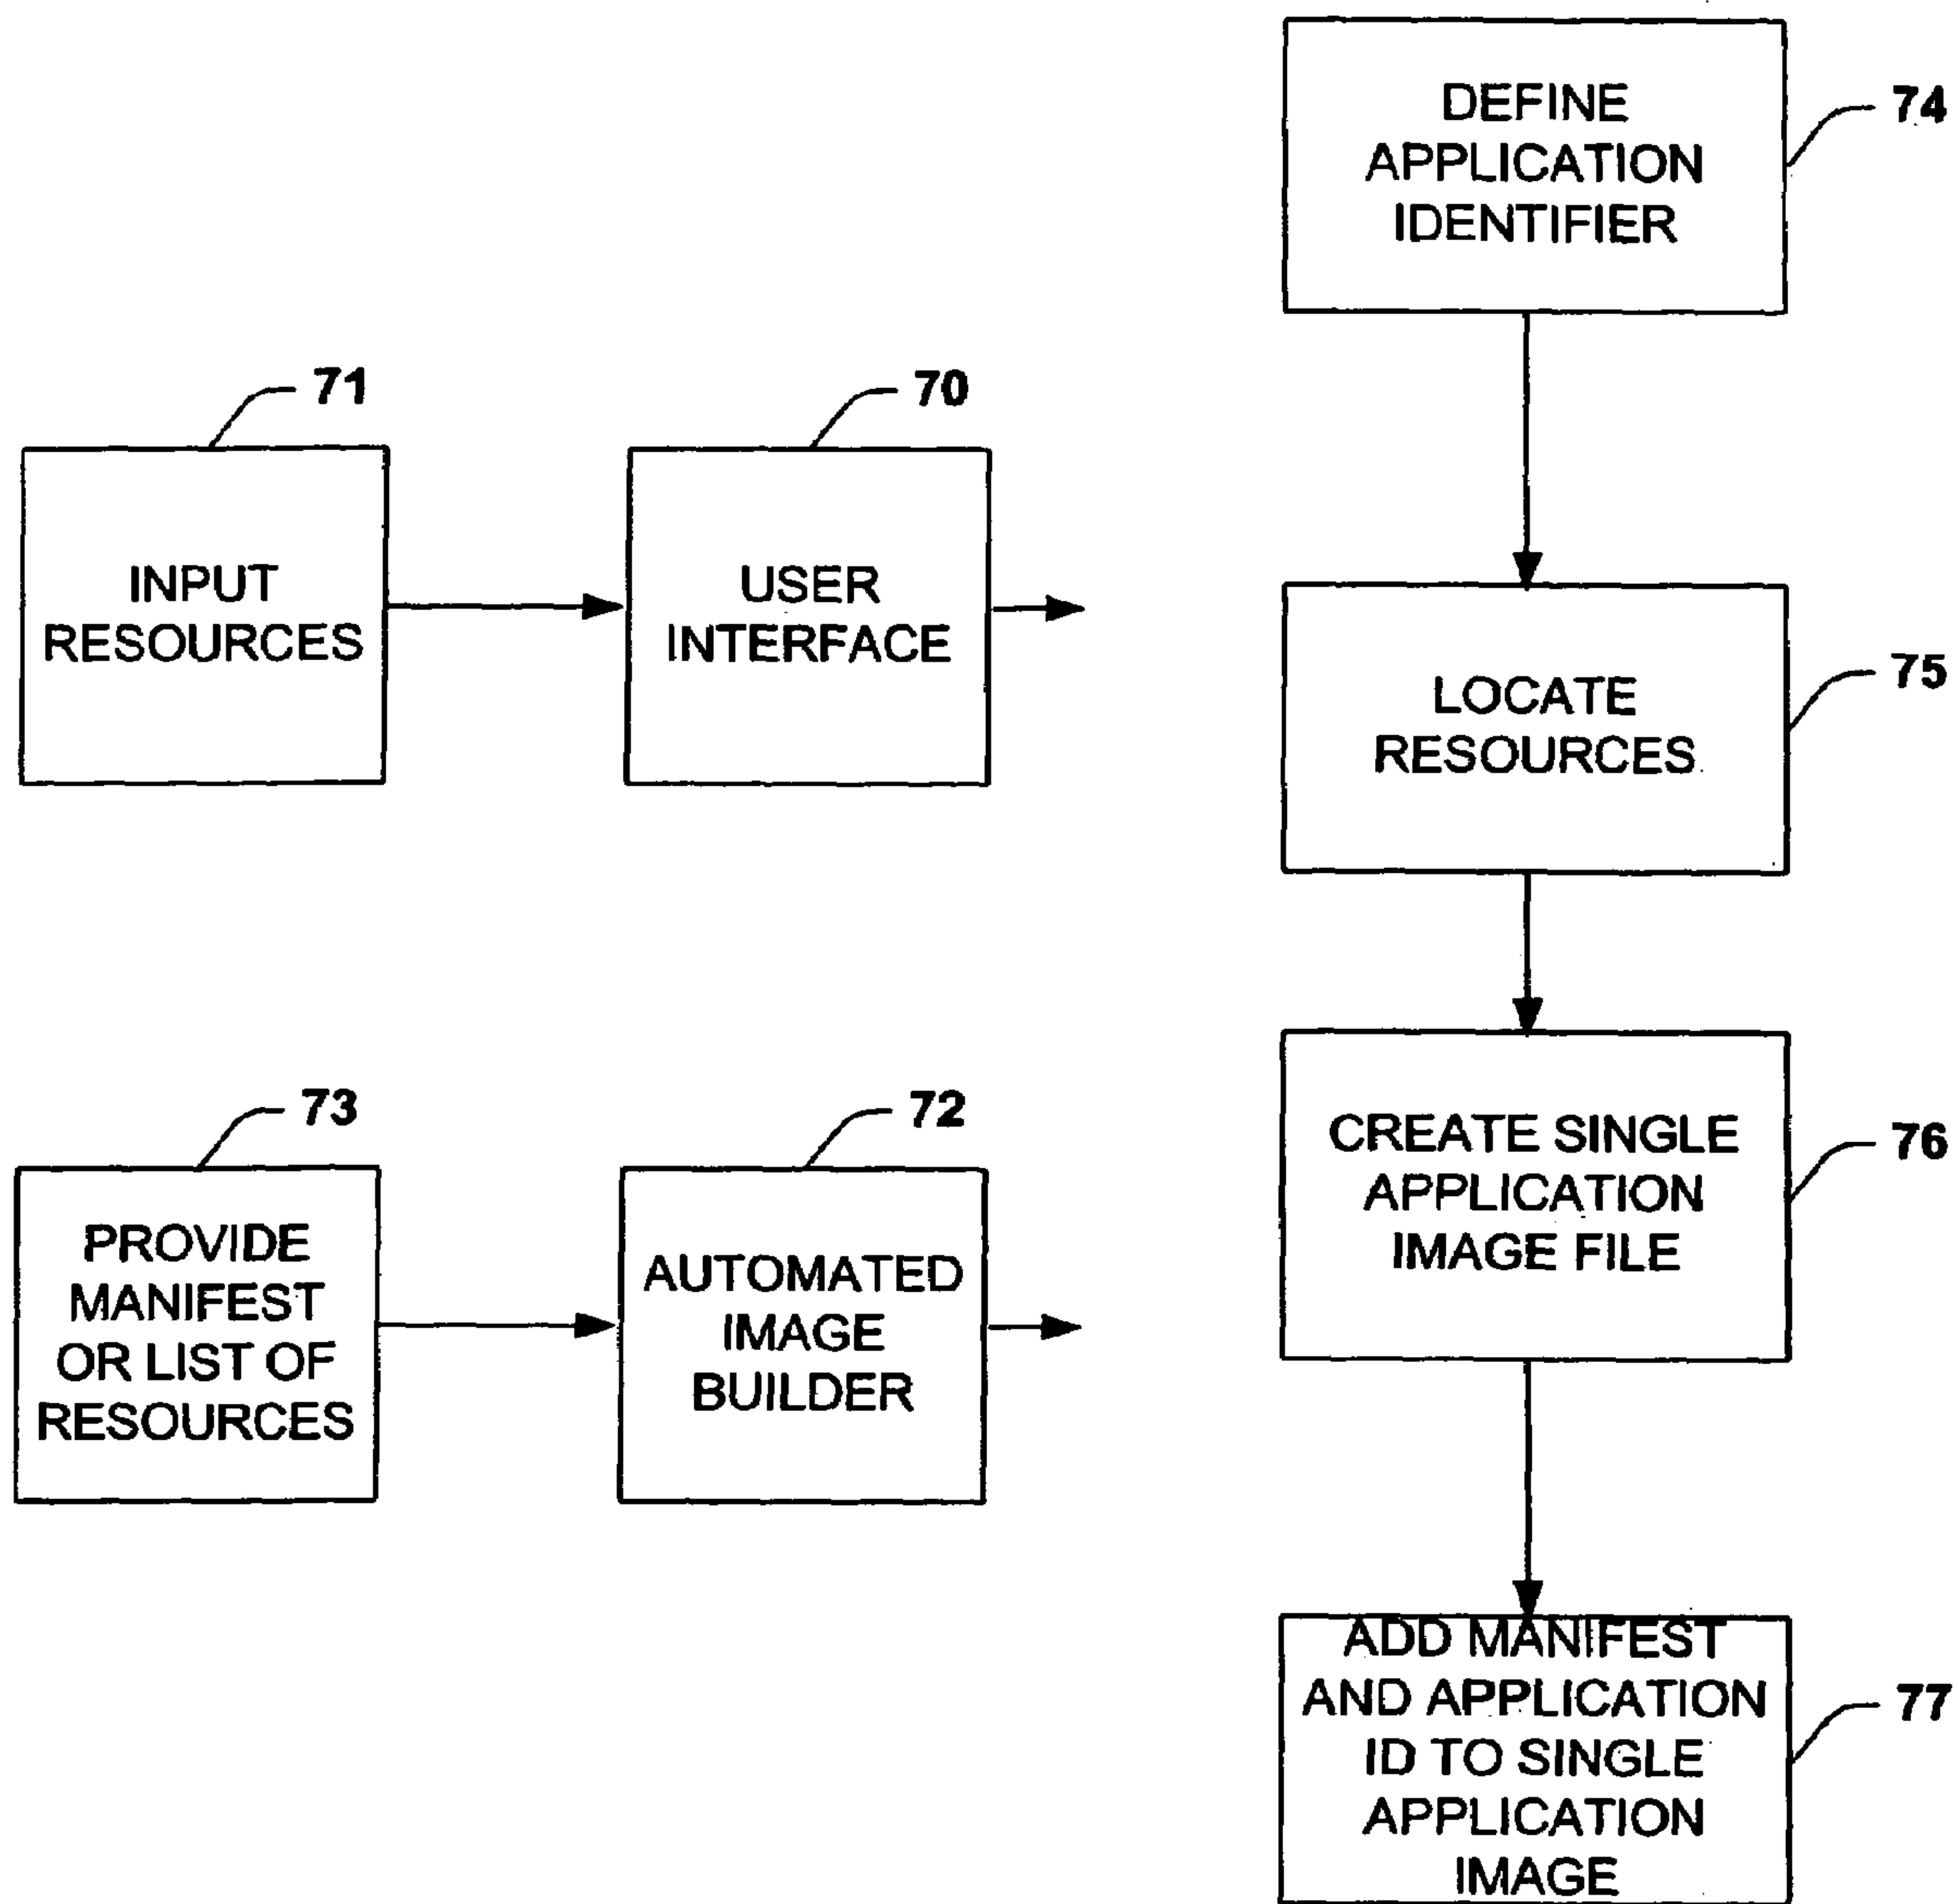 DEFINE
APPLICATION
IDENTIFIER
74
71
70
INPUT
RESOURCES
USER
INTERFACE
LOCATE
RESOURCES
75
73
72
PROVIDE
MANIFEST
OR LIST OF
RESOURCES
AUTOMATED
IMAGE
BUILDER
CREATE SINGLE
APPLICATION
IMAGE FILE
76
ADD MANIFEST
AND APPLICATION
ID TO SINGLE
APPLICATION
IMAGE
77